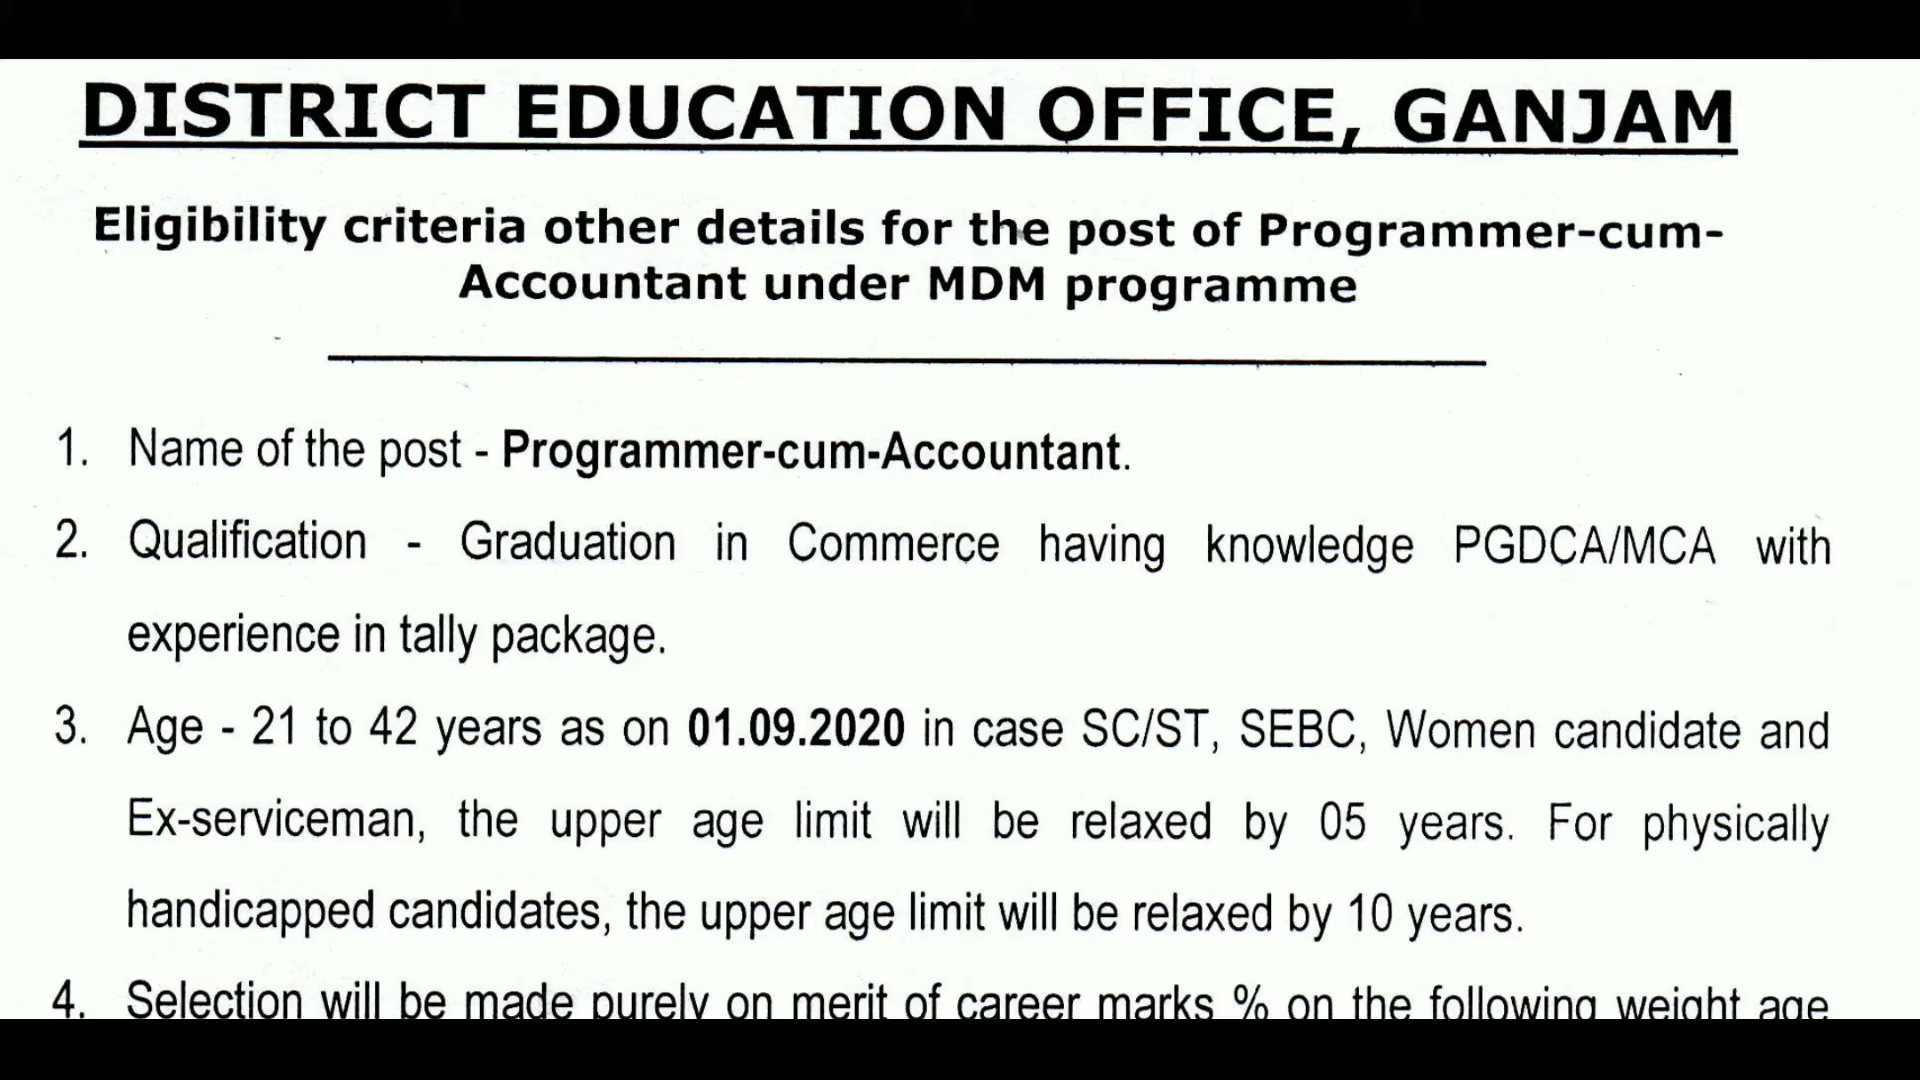 DISTRICT EDUCATION OFFICE, GANJAM
Eligibility criteria other details for the post of Programmer-cum-
Accountant under MDM programme
1. Name of the post - Programmer-cum-Accountant.
2. Qualification - Graduation in Commerce having knowledge PGDCA/MCA with
experience in tally package.
3. Age - 21 to 42 years as on 01.09.2020 in case SC/ST, SEBC, Women candidate and
Ex-serviceman, the upper age limit will be relaxed by 05 years. For physically
handicapped candidates, the upper age limit will be relaxed by 10 years.
4. Selection will be made purely on merit of career marks % on the following weight age